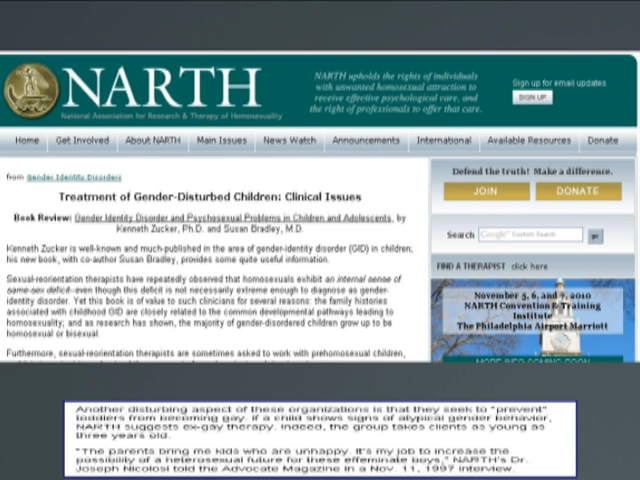 NARTH
National Association for Research & Therapy of Homosexuality
NARTH upholds the rights of individuals
with unwanted homosexual attraction to
receive effective psychological care, and
the right of professionals to offer that care.
Sign up for email updates
SIGN UP
Home Get Involved About NARTH Main Issues News Watch Announcements International Available Resources Donate
from Gender Identity Disorders
Treatment of Gender-Disturbed Children: Clinical Issues
Book Review: Gender Identity Disorder and Psychosexual Problems in Children and Adolescents, by
Kenneth Zucker, Ph.D. and Susan Bradley, M.D.
Kenneth Zucker is well-known and much-published in the area of gender-identity disorder (GID) in children;
his new book, with co-author Susan Bradley, provides some quite useful information.
Sexual-reorientation therapists have repeatedly observed that homosexuals exhibit an internal sense of
same-sex deficit--even though this deficit is not necessarily extreme enough to diagnose as gender-
identity disorder. Yet this book is of value to such clinicians for several reasons: the family histories
associated with childhood GID are closely related to the common developmental pathways leading to
homosexuality; and as research has shown, the majority of gender-disordered children grow up to be
homosexual or bisexual.
Furthermore, sexual-reorientation therapists are sometimes asked to work with prehomosexual children,
Defend the truth! Make a difference.
JOIN DONATE
Search Google Custom Search go
FIND A THERAPIST click here
November 5, 6, and 7, 2010
NARTH Convention & Training
Institute
The Philadelphia Airport Marriott
MORE INFO COMING SOON
Another disturbing aspect of these organizations is that they seek to "prevent"
toddlers from becoming gay. If a child shows signs of atypical gender behavior,
NARTH suggests ex-gay therapy. Indeed, the group takes clients as young as
three years old.
"The parents bring me kids who are unhappy. It's my job to increase the
possibility of a heterosexual future for these effeminate boys," NARTH's Dr.
Joseph Nicolosi told the Advocate Magazine in a Nov. 11, 1997 interview.